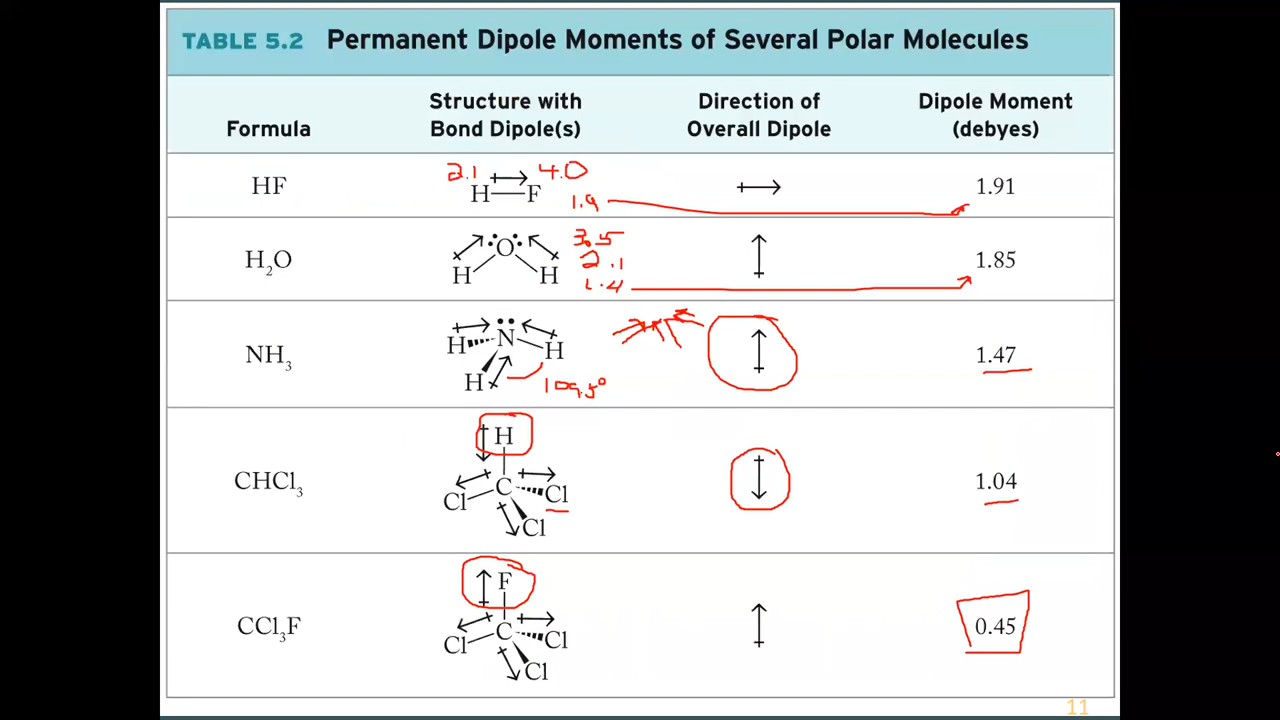 TABLE 5.2 Permanent Dipole Moments of Several Polar Molecules
Formula
Structure with
Bond Dipole(s)
Direction of
Overall Dipole
Dipole Moment
(debyes)
HF
2.1 4.0
H F
1.9
1.91
H₂O
O
H H
3.5
2.1
1.4
1.85
NH₃
N
H H
H
109.5°
1.47
CHCl₃
H
C
Cl Cl
Cl
1.04
CCl₃F
F
C
Cl Cl
Cl
0.45
11